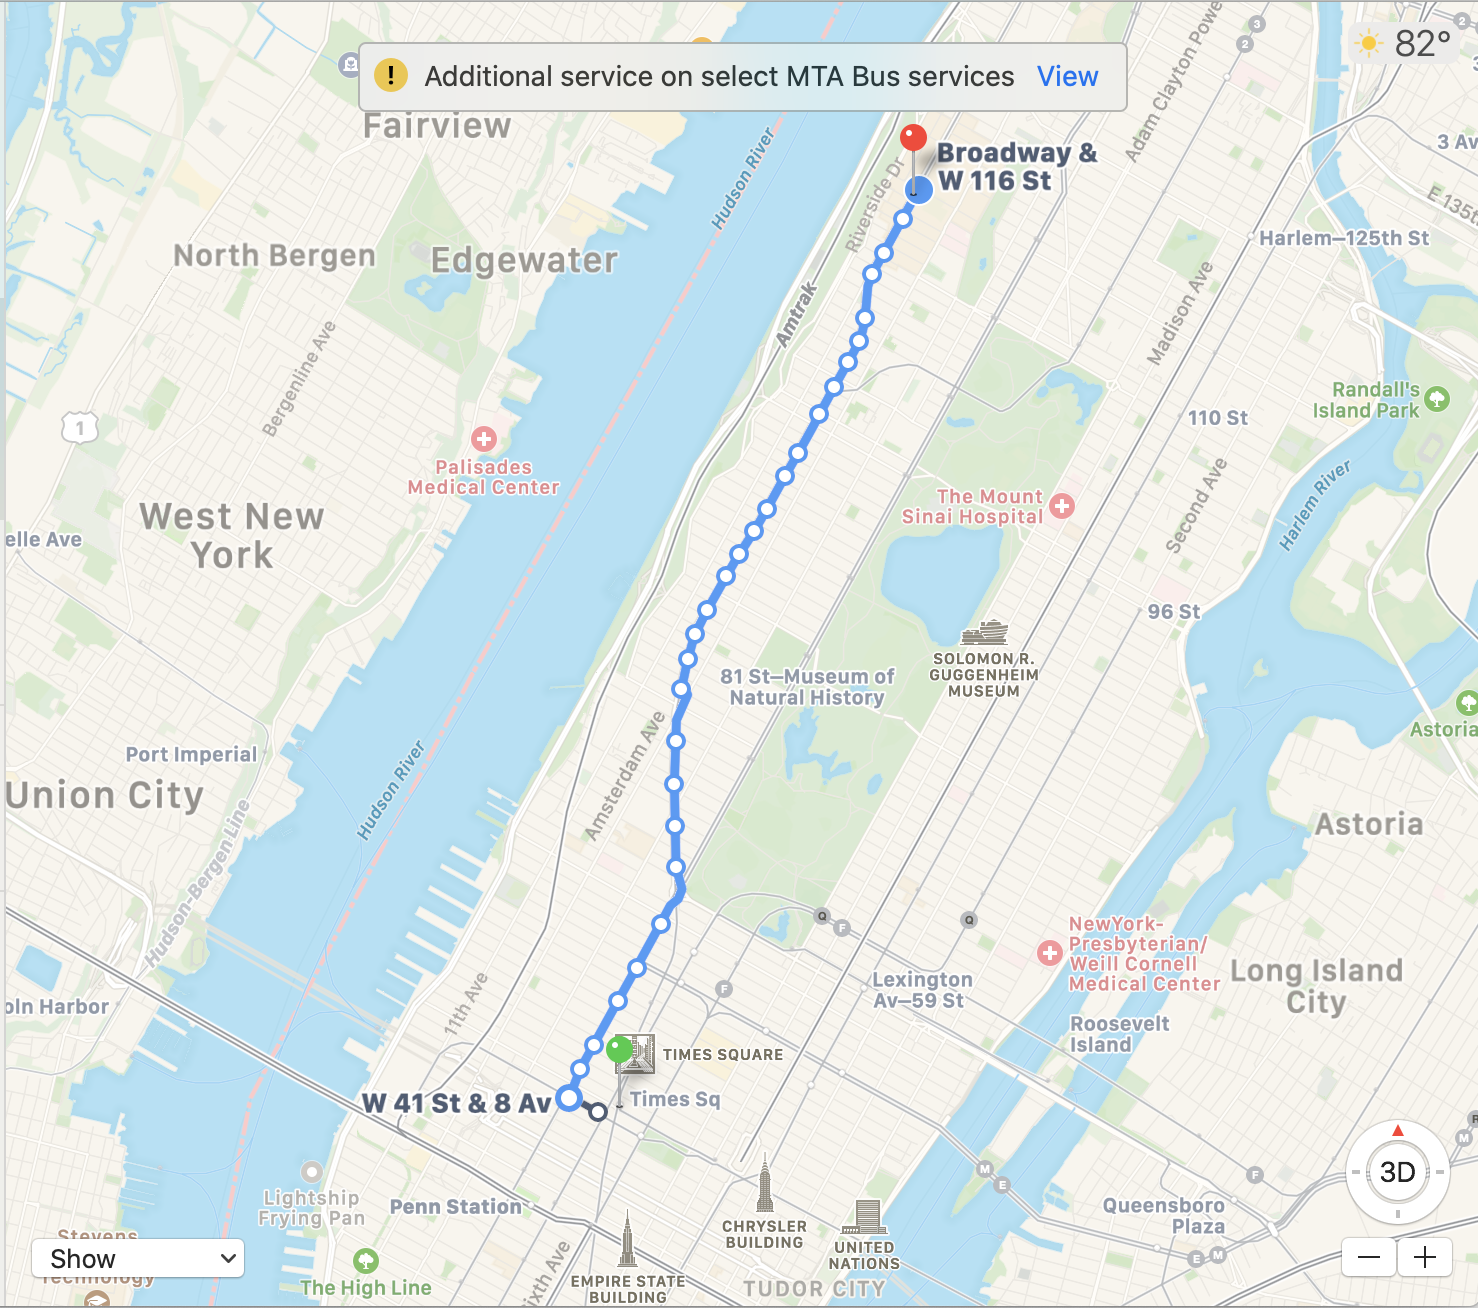 2
3
2
82°
! Additional service on select MTA Bus services View
3 Av
Fairview
Adam Clayton Powe
Hudson River
Broadway &
W 116 St
Riverside Dr
E 135th
Harlem–125th St
North Bergen
Edgewater
Amtrak
Madison Ave
Bergenline Ave
Randall's
Island Park
110 St
1
Palisades
Medical Center
Second Ave
Harlem River
The Mount
Sinai Hospital
West New
York
elle Ave
96 St
SOLOMON R.
GUGGENHEIM
MUSEUM
81 St–Museum of
Natural History
Astoria
Amsterdam Ave
Port Imperial
Union City
Hudson River
Astoria
Hudson-Bergen Line
Q
F
Q
NewYork-
Presbyterian/
Weill Cornell
Medical Center
Lexington
Av–59 St
F
Long Island
City
oln Harbor
11th Ave
Roosevelt
Island
TIMES SQUARE
W 41 St & 8 Av
Times Sq
R
M
3D
M
E
F
Lightship
Frying Pan
Penn Station
Queensboro
Plaza
CHRYSLER
BUILDING
UNITED
NATIONS
E
M
Stevens
Show
Technology
The High Line
ixth Ave
EMPIRE STATE
BUILDING
TUDOR CITY